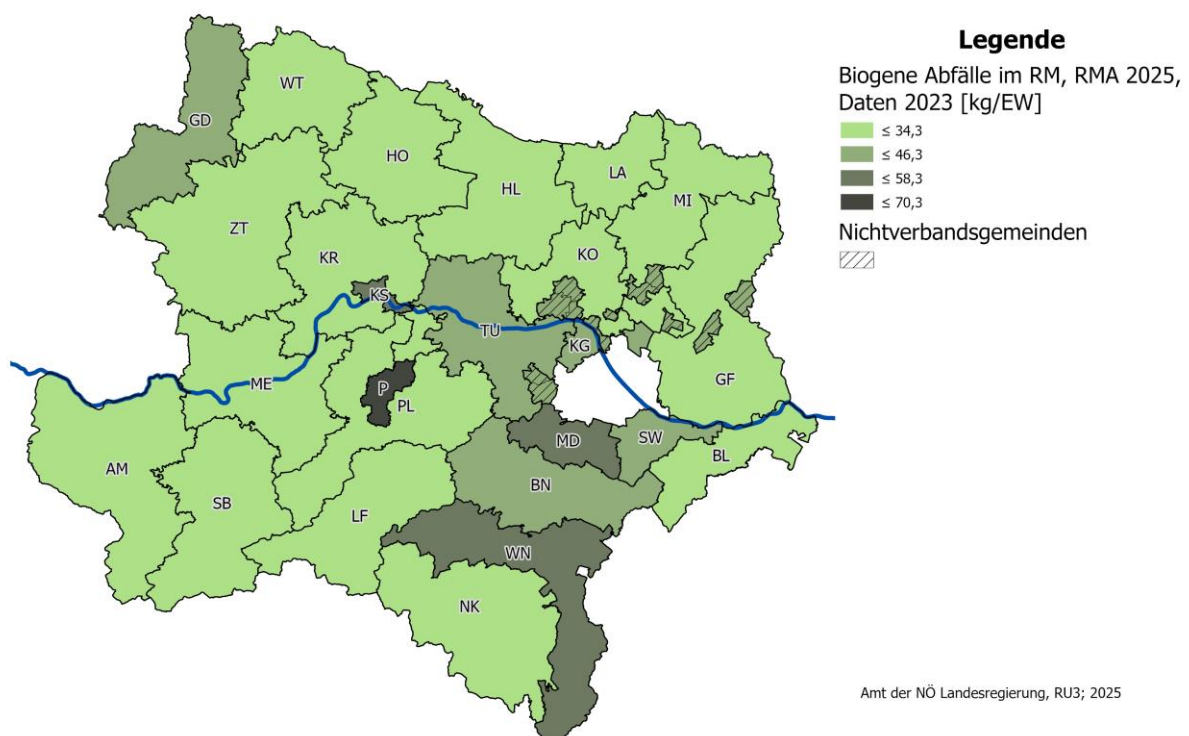 Legende
Biogene Abfälle im RM, RMA 2025,
Daten 2023 [kg/EW]
≤ 34,3
≤ 46,3
≤ 58,3
≤ 70,3
Nichtverbandsgemeinden
WT
GD
HO
LA
HL
MI
ZT
KR
KO
KS
TU
KG
GF
ME
P
PL
MD
SW
BL
AM
BN
SB
LF
WN
NK
Amt der NÖ Landesregierung, RU3; 2025